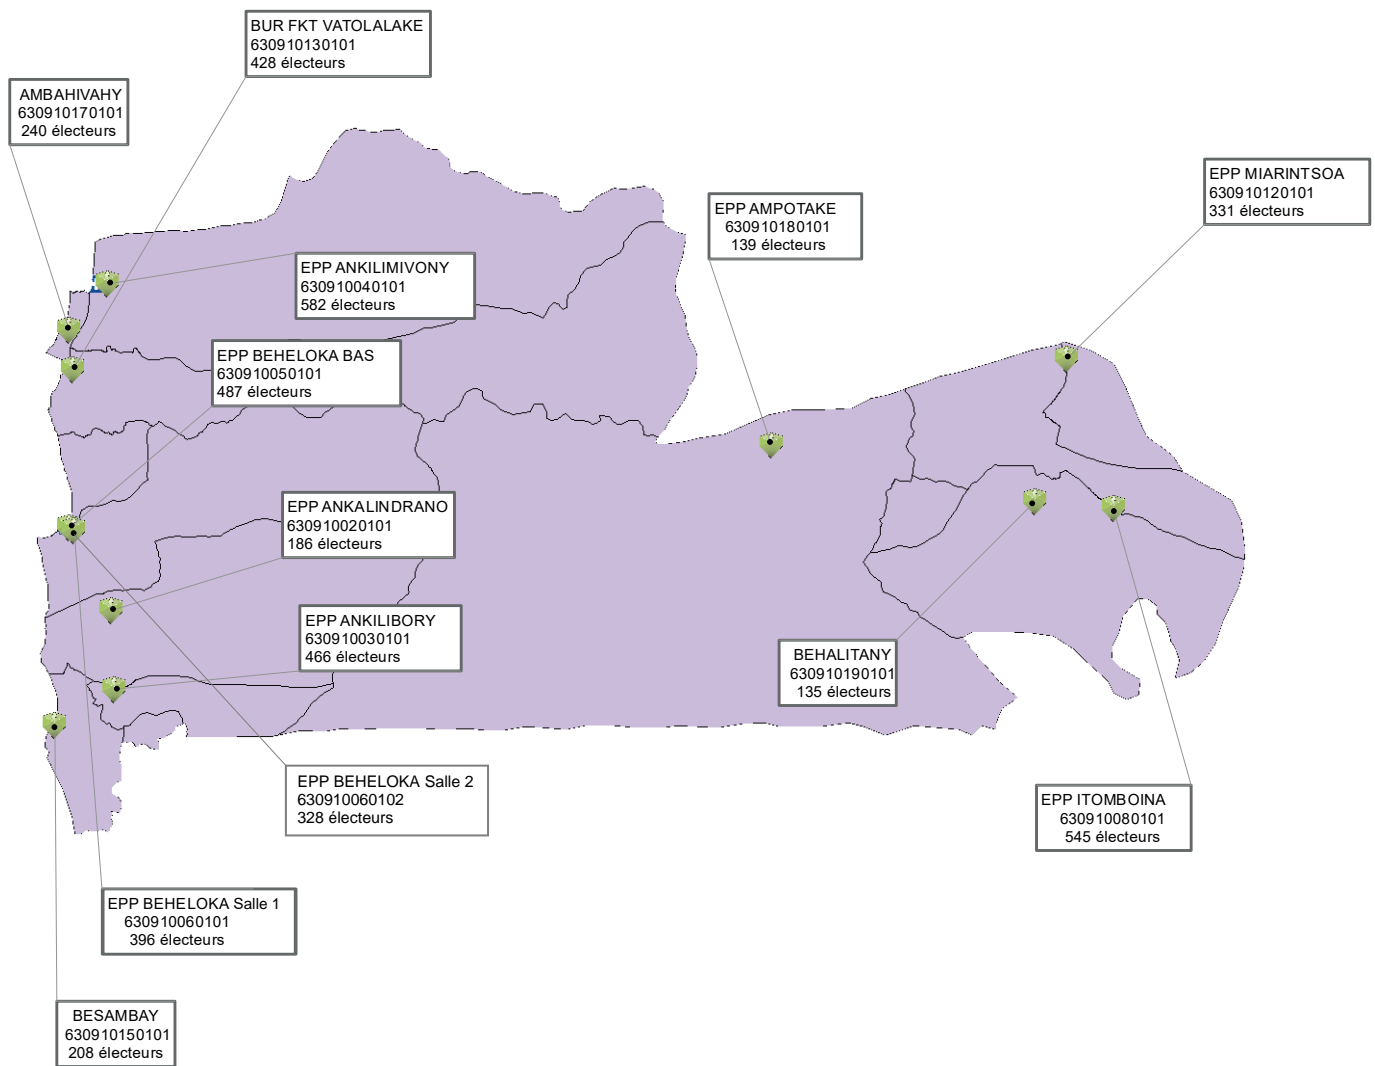 BUR FKT VATOLALAKE
630910130101
428 électeurs
AMBAHIVAHY
630910170101
240 électeurs
EPP MIARINTSOA
630910120101
331 électeurs
EPP AMPOTAKE
630910180101
139 électeurs
EPP ANKILIMIVONY
630910040101
582 électeurs
EPP BEHELOKA BAS
630910050101
487 électeurs
EPP ANKALINDRANO
630910020101
186 électeurs
EPP ANKILIBORY
630910030101
466 électeurs
BEHALITANY
630910190101
135 électeurs
EPP BEHELOKA Salle 2
630910060102
328 électeurs
EPP ITOMBOINA
630910080101
545 électeurs
EPP BEHELOKA Salle 1
630910060101
396 électeurs
BESAMBAY
630910150101
208 électeurs